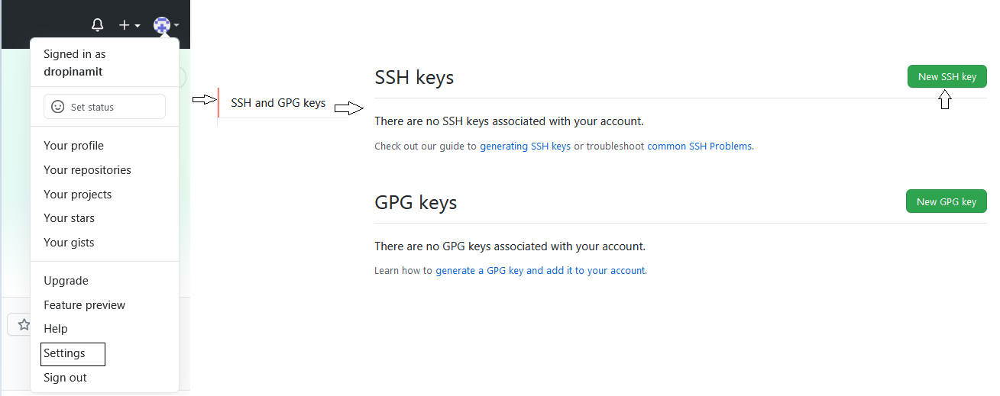 Signed in as
dropinamit
Set status
Your profile
Your repositories
Your projects
Your stars
Your gists
Upgrade
Feature preview
Help
Settings
Sign out
SSH and GPG keys
SSH keys
New SSH key
There are no SSH keys associated with your account.
Check out our guide to generating SSH keys or troubleshoot common SSH Problems.
GPG keys
New GPG key
There are no GPG keys associated with your account.
Learn how to generate a GPG key and add it to your account.